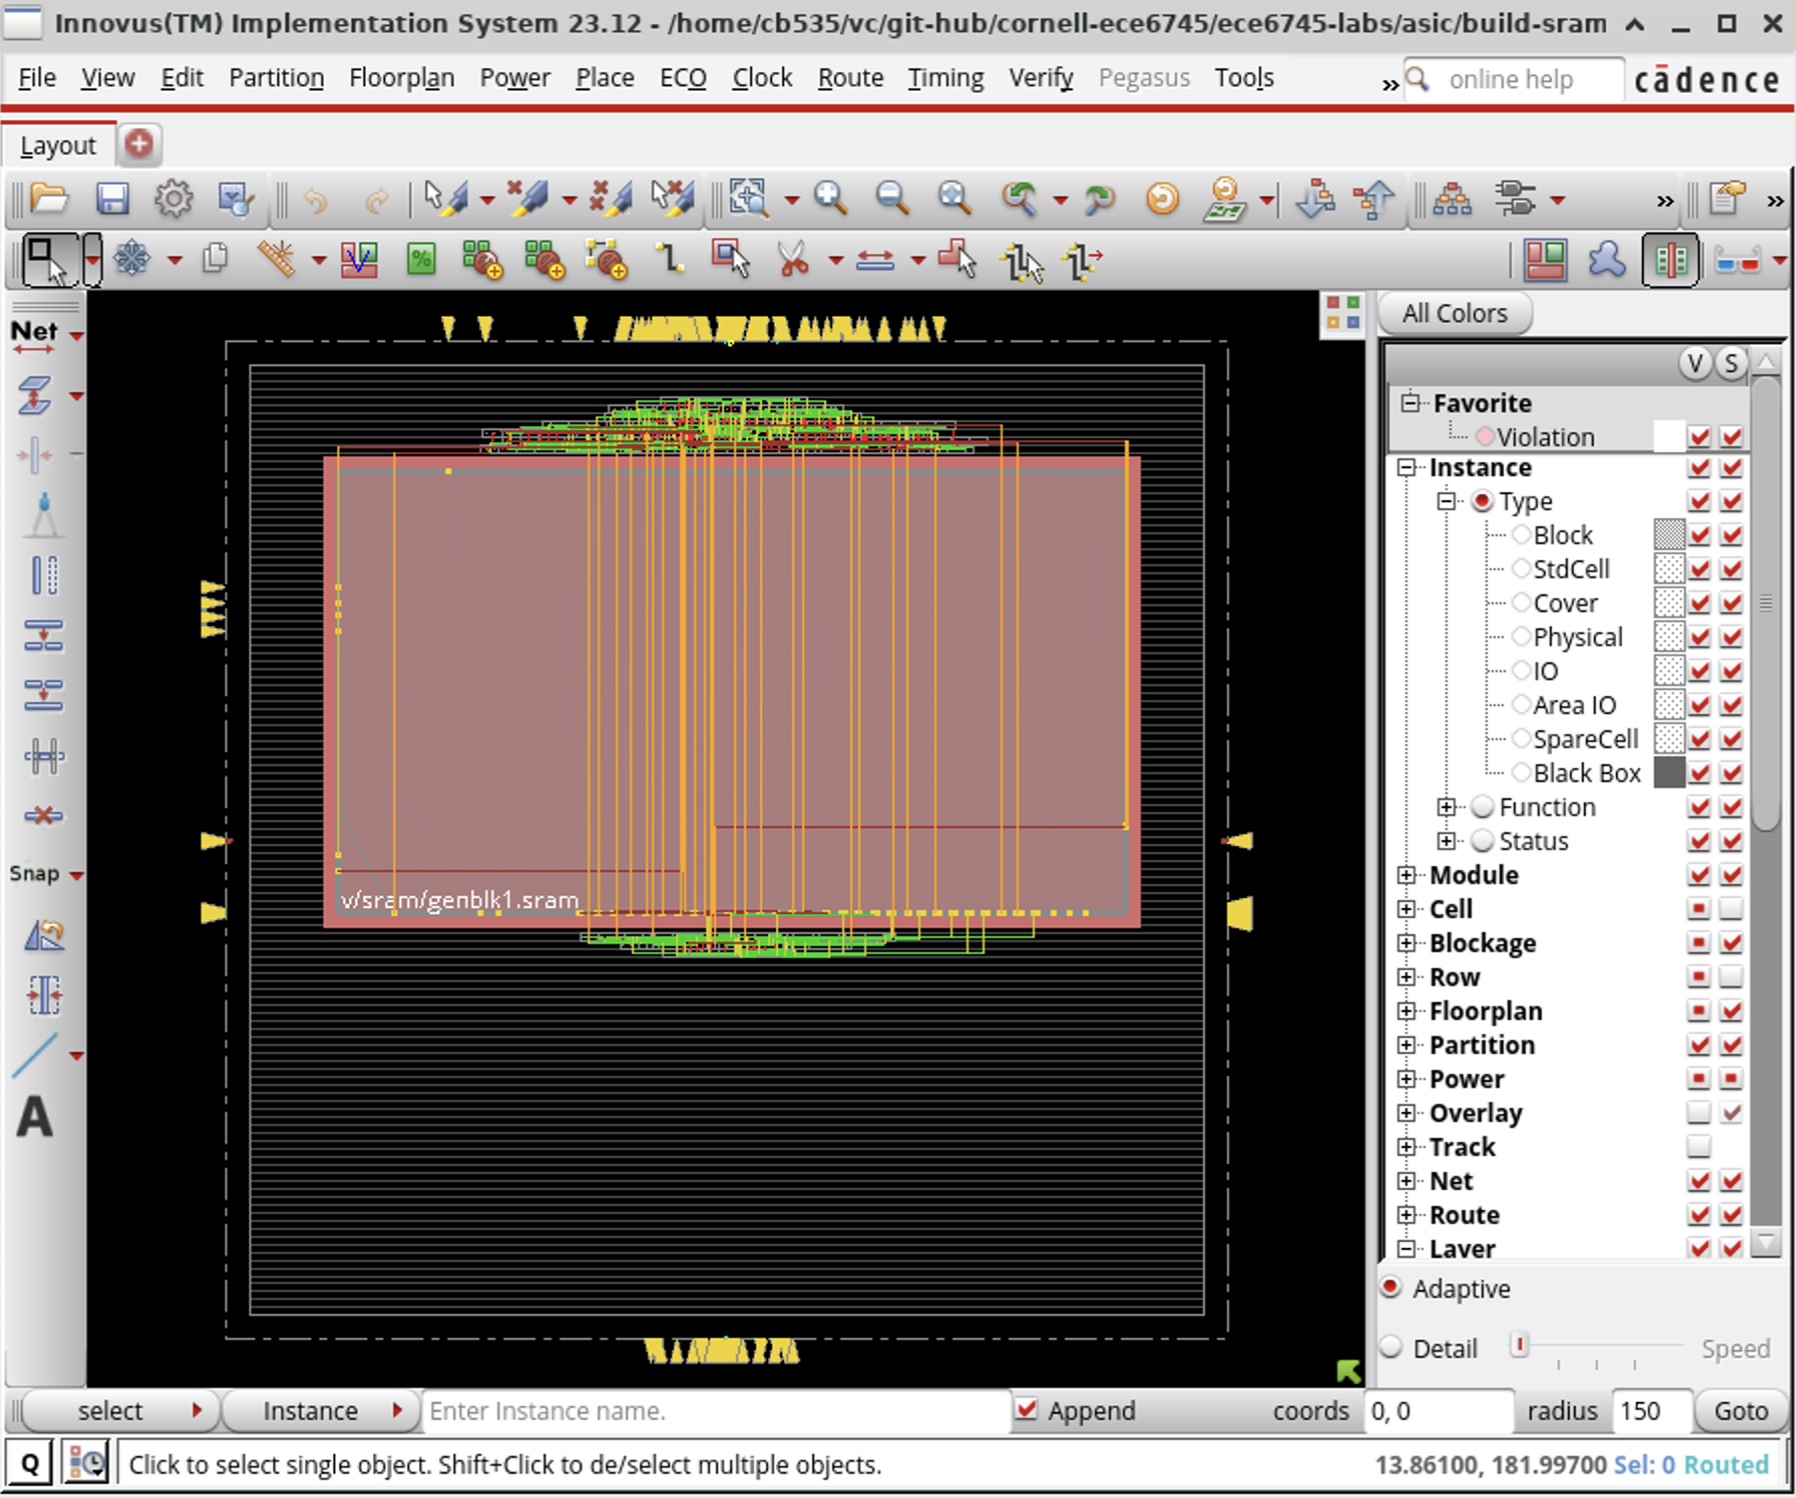 Innovus(TM) Implementation System 23.12 - /home/cb535/vc/git-hub/cornell-ece6745/ece6745-labs/asic/build-sram
File View Edit Partition Floorplan Power Place ECO Clock Route Timing Verify Pegasus Tools » online help cādence
Layout
» »
%
Net
Snap
A
v/sram/genblk1.sram
All Colors
V S
Favorite
Violation
Instance
Type
Block
StdCell
Cover
Physical
IO
Area IO
SpareCell
Black Box
Function
Status
Module
Cell
Blockage
Row
Floorplan
Partition
Power
Overlay
Track
Net
Route
Layer
Adaptive
Detail Speed
select Instance Enter Instance name. Append coords 0, 0 radius 150 Goto
Q Click to select single object. Shift+Click to de/select multiple objects. 13.86100, 181.99700 Sel: 0 Routed